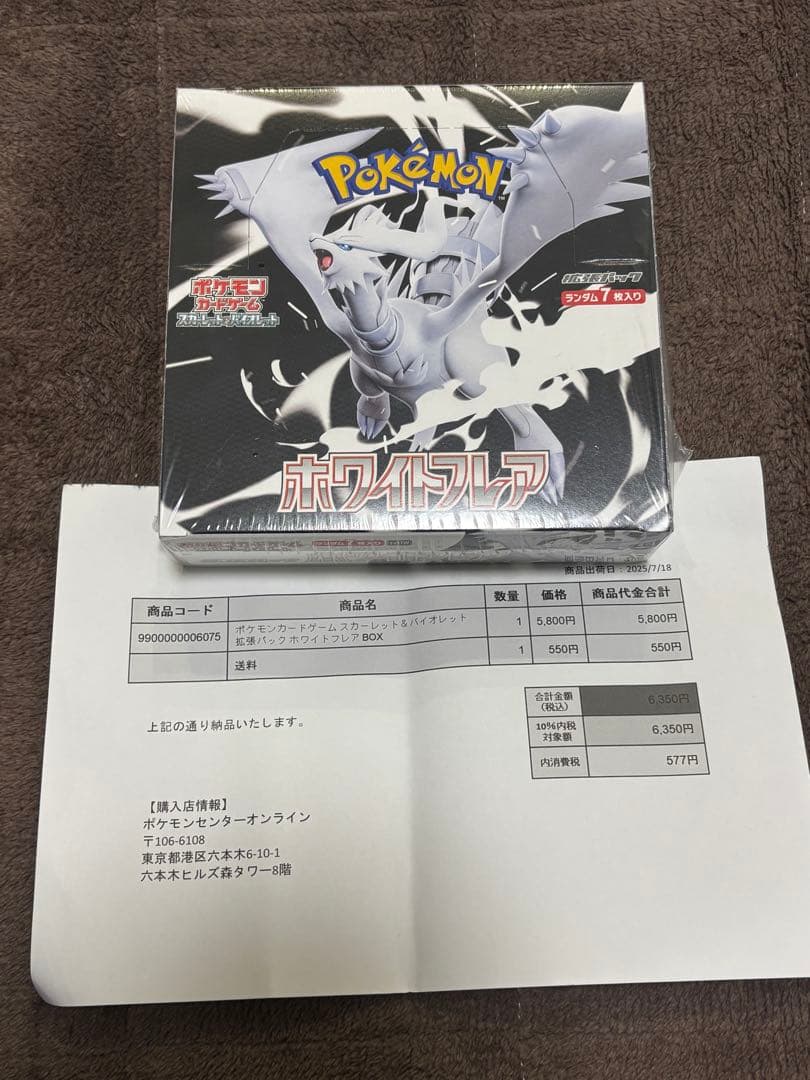 POKÉMON
TM
ポケモン
カードゲーム
スカーレット&バイオレット
拡張パック
ランダム7枚入り
ホワイトフレア
商品出荷日：2025/7/18
商品コード 商品名 数量 価格 商品代金合計
9900000006075 ポケモンカードゲーム スカーレット＆バイオレット 1 5,800円 5,800円
拡張パック ホワイトフレア BOX
送料 1 550円 550円
合計金額 6,350円
(税込)
10%内税 6,350円
対象額
内消費税 577円
上記の通り納品いたします。
【購入店情報】
ポケモンセンターオンライン
〒106-6108
東京都港区六本木6-10-1
六本木ヒルズ森タワー8階